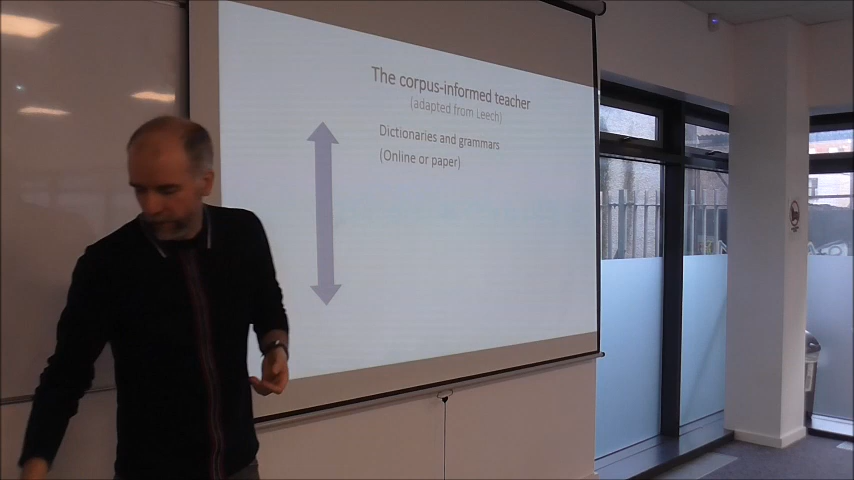 The corpus-informed teacher
(adapted from Leech)
Dictionaries and grammars
(Online or paper)